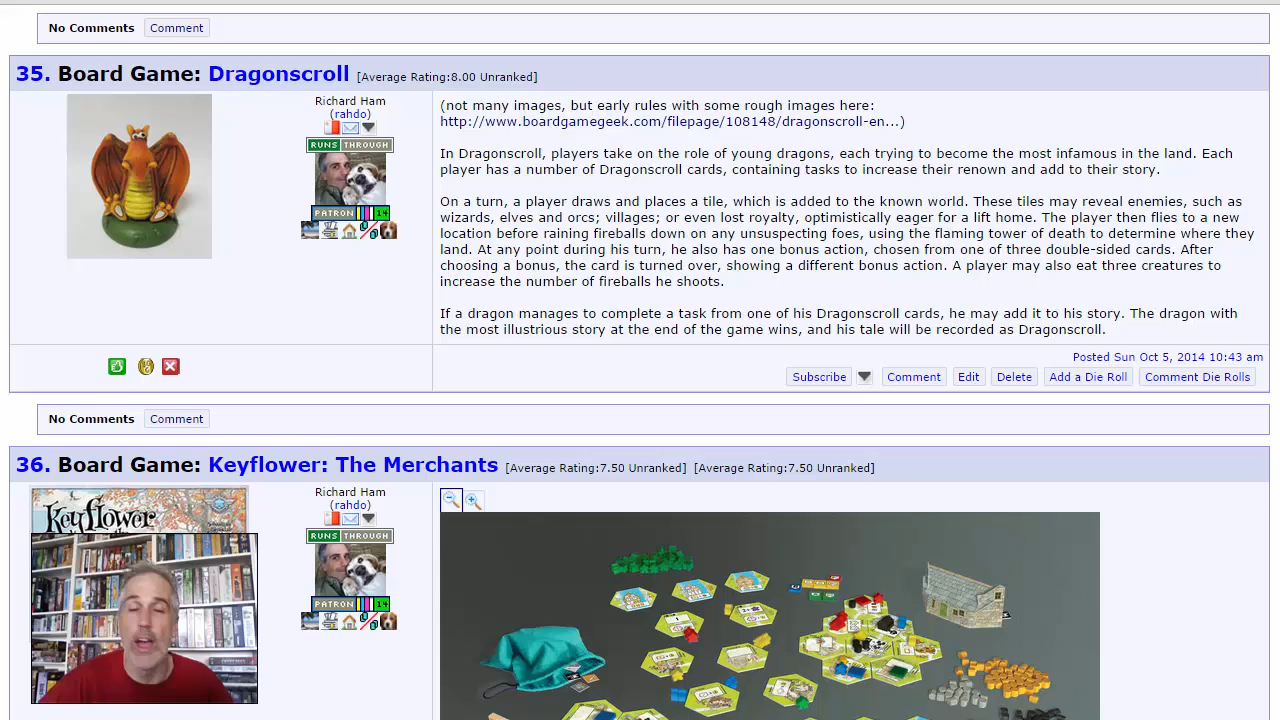 No Comments Comment
35. Board Game: Dragonscroll [Average Rating:8.00 Unranked]
Richard Ham
(rahdo)
RUNS THROUGH
PATRON 14
(not many images, but early rules with some rough images here:
http://www.boardgamegeek.com/filepage/108148/dragonscroll-en...)
In Dragonscroll, players take on the role of young dragons, each trying to become the most infamous in the land. Each
player has a number of Dragonscroll cards, containing tasks to increase their renown and add to their story.
On a turn, a player draws and places a tile, which is added to the known world. These tiles may reveal enemies, such as
wizards, elves and orcs; villages; or even lost royalty, optimistically eager for a lift home. The player then flies to a new
location before raining fireballs down on any unsuspecting foes, using the flaming tower of death to determine where they
land. At any point during his turn, he also has one bonus action, chosen from one of three double-sided cards. After
choosing a bonus, the card is turned over, showing a different bonus action. A player may also eat three creatures to
increase the number of fireballs he shoots.
If a dragon manages to complete a task from one of his Dragonscroll cards, he may add it to his story. The dragon with
the most illustrious story at the end of the game wins, and his tale will be recorded as Dragonscroll.
Posted Sun Oct 5, 2014 10:43 am
Subscribe Comment Edit Delete Add a Die Roll Comment Die Rolls
No Comments Comment
36. Board Game: Keyflower: The Merchants [Average Rating:7.50 Unranked] [Average Rating:7.50 Unranked]
Keyflower
Richard Ham
(rahdo)
RUNS THROUGH
PATRON 14